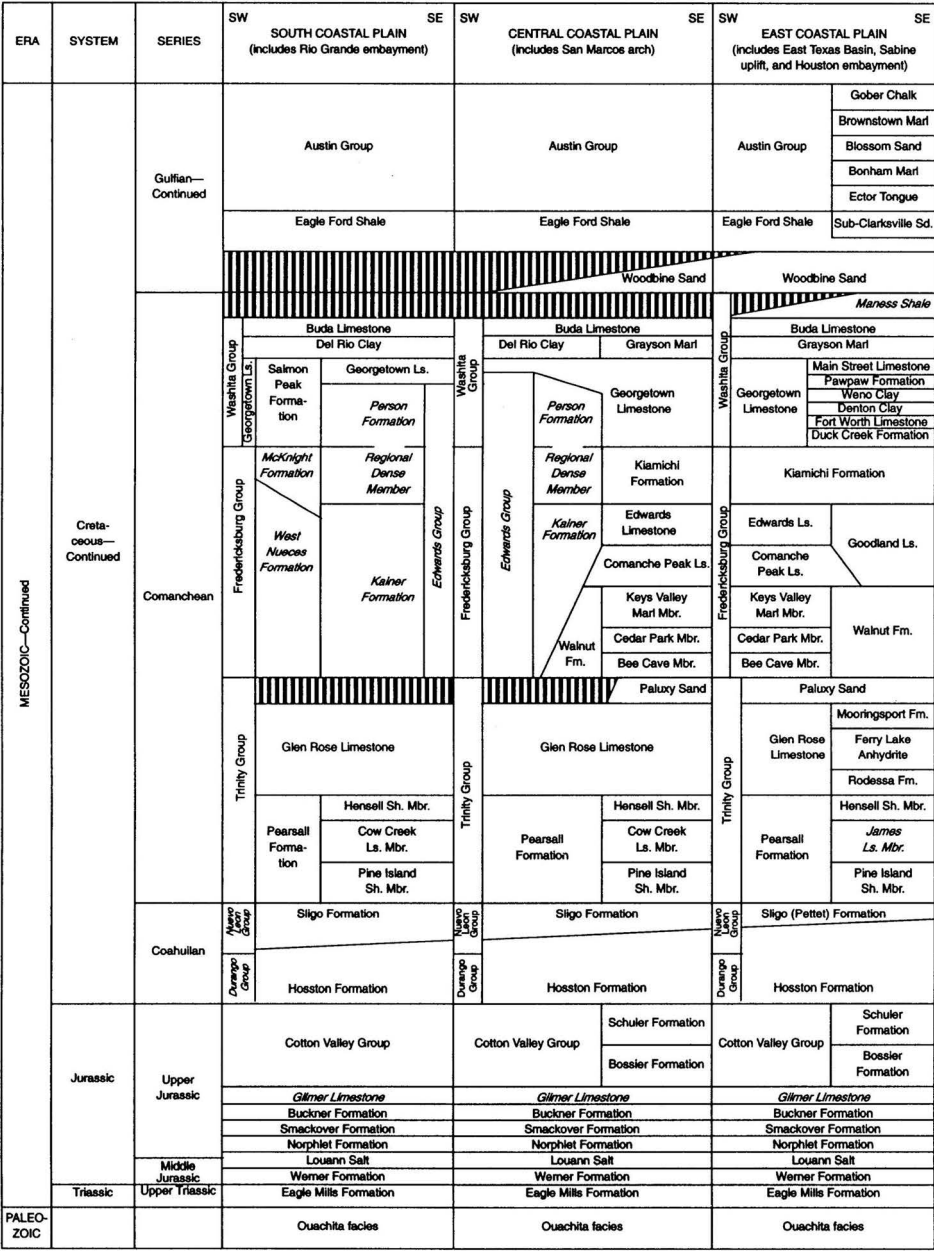 ERA
SYSTEM
SERIES
SW SE
SOUTH COASTAL PLAIN
(includes Rio Grande embayment)
SW SE
CENTRAL COASTAL PLAIN
(includes San Marcos arch)
SW SE
EAST COASTAL PLAIN
(includes East Texas Basin, Sabine
uplift, and Houston embayment)
MESOZOIC—Continued
Creta-
ceous—
Continued
Gulfian—
Continued
Austin Group
Austin Group
Austin Group
Gober Chalk
Brownstown Marl
Blossom Sand
Bonham Marl
Ector Tongue
Eagle Ford Shale
Eagle Ford Shale
Eagle Ford Shale
Sub-Clarksville Sd.
Woodbine Sand
Woodbine Sand
Comanchean
Maness Shale
Washita Group
Georgetown Ls.
Buda Limestone
Del Rio Clay
Salmon
Peak
Forma-
tion
Georgetown Ls.
Person
Formation
Fredericksburg Group
McKnight
Formation
Regional
Dense
Member
West
Nueces
Formation
Kainer
Formation
Edwards Group
Trinity Group
Glen Rose Limestone
Pearsall
Forma-
tion
Hensell Sh. Mbr.
Cow Creek
Ls. Mbr.
Pine Island
Sh. Mbr.
Washita
Group
Buda Limestone
Del Rio Clay
Grayson Marl
Person
Formation
Georgetown
Limestone
Fredericksburg Group
Edwards Group
Regional
Dense
Member
Kiamichi
Formation
Kainer
Formation
Edwards
Limestone
Comanche Peak Ls.
Walnut
Fm.
Keys Valley
Marl Mbr.
Cedar Park Mbr.
Bee Cave Mbr.
Trinity Group
Paluxy Sand
Glen Rose Limestone
Pearsall
Formation
Hensell Sh. Mbr.
Cow Creek
Ls. Mbr.
Pine Island
Sh. Mbr.
Washita Group
Buda Limestone
Grayson Marl
Georgetown
Limestone
Main Street Limestone
Pawpaw Formation
Weno Clay
Denton Clay
Fort Worth Limestone
Duck Creek Formation
Fredericksburg Group
Kiamichi Formation
Edwards Ls.
Goodland Ls.
Comanche
Peak Ls.
Keys Valley
Marl Mbr.
Cedar Park Mbr.
Bee Cave Mbr.
Walnut Fm.
Trinity Group
Paluxy Sand
Glen Rose
Limestone
Mooringsport Fm.
Ferry Lake
Anhydrite
Rodessa Fm.
Pearsall
Formation
Hensell Sh. Mbr.
James
Ls. Mbr.
Pine Island
Sh. Mbr.
Coahuilan
Nuevo
Leon
Group
Sligo Formation
Durango
Group
Hosston Formation
Nuevo
Leon
Group
Sligo Formation
Durango
Group
Hosston Formation
Nuevo
Leon
Group
Sligo (Pettet) Formation
Durango
Group
Hosston Formation
Jurassic
Upper
Jurassic
Cotton Valley Group
Cotton Valley Group
Schuler Formation
Bossier Formation
Cotton Valley Group
Schuler
Formation
Bossier
Formation
Gilmer Limestone
Gilmer Limestone
Gilmer Limestone
Buckner Formation
Buckner Formation
Buckner Formation
Smackover Formation
Smackover Formation
Smackover Formation
Norphlet Formation
Norphlet Formation
Norphlet Formation
Middle
Jurassic
Louann Salt
Louann Salt
Louann Salt
Werner Formation
Werner Formation
Werner Formation
Triassic
Upper Triassic
Eagle Mills Formation
Eagle Mills Formation
Eagle Mills Formation
PALEO-
ZOIC
Ouachita facies
Ouachita facies
Ouachita facies